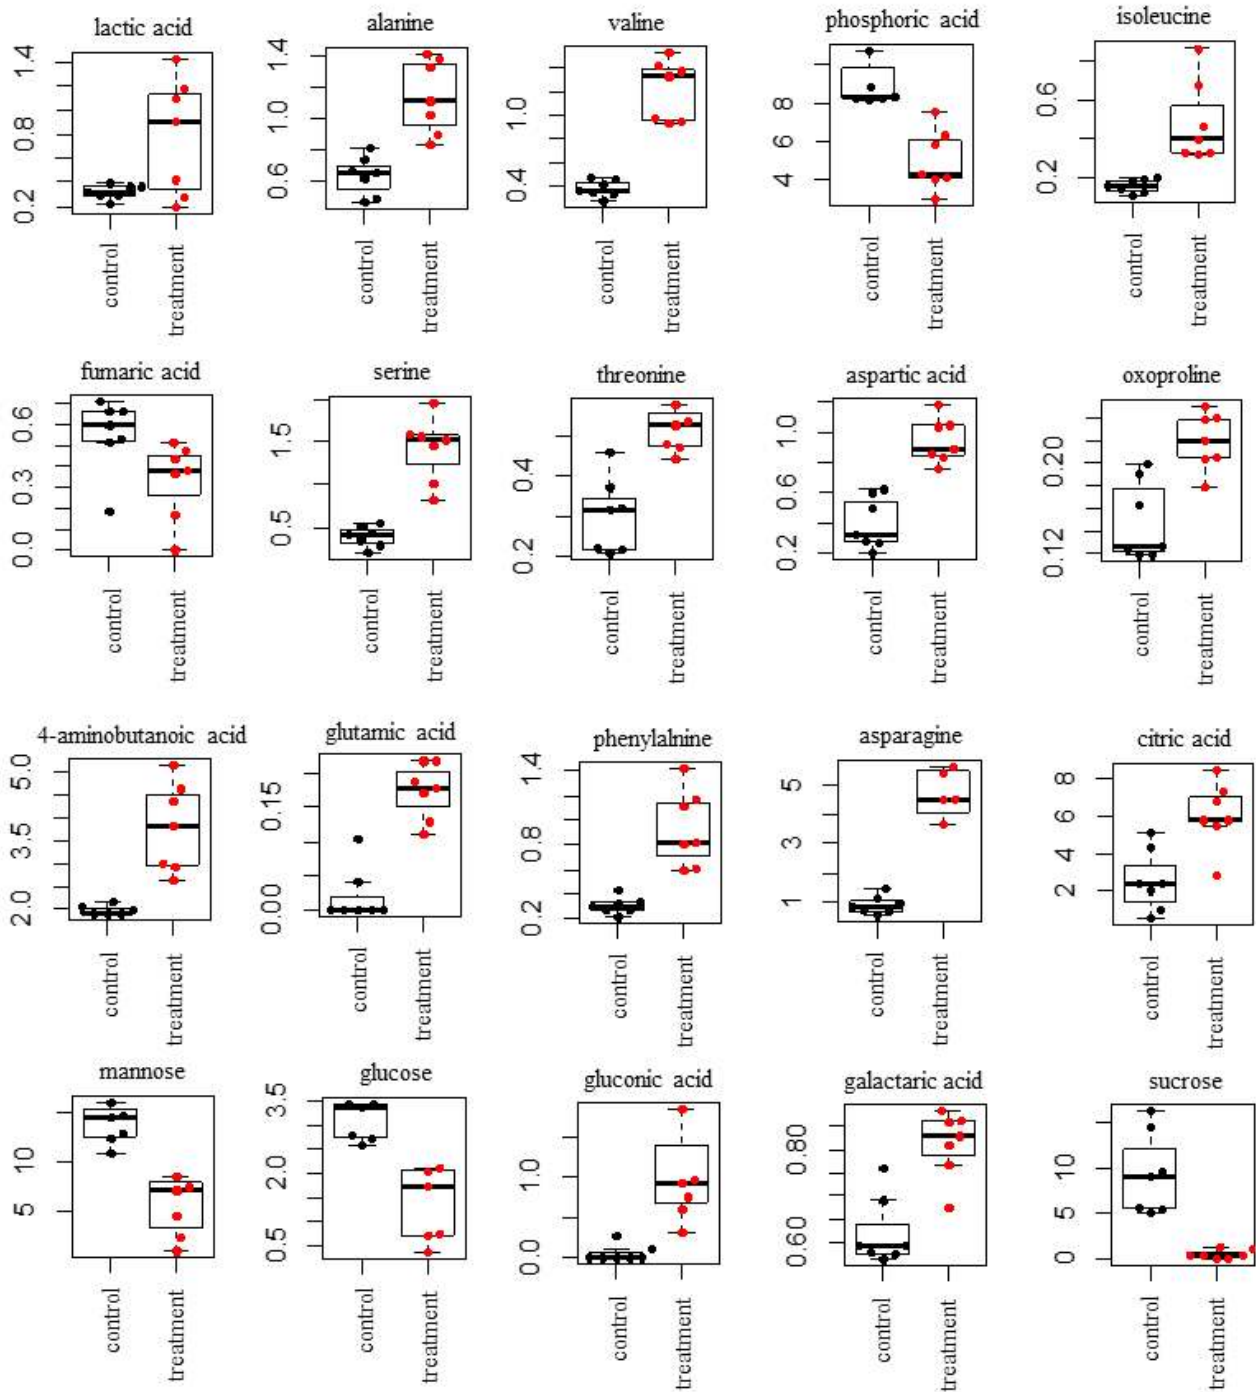 lactic acid
1.4
0.8
0.2
control
treatment
alanine
1.4
1.0
0.6
control
treatment
valine
1.0
0.4
control
treatment
phosphoric acid
8
6
4
control
treatment
isoleucine
0.6
0.2
control
treatment
fumaric acid
0.6
0.3
0.0
control
treatment
serine
1.5
0.5
control
treatment
threonine
0.4
0.2
control
treatment
aspartic acid
1.0
0.6
0.2
control
treatment
oxoproline
0.20
0.12
control
treatment
4-aminobutanoic acid
5.0
3.5
2.0
control
treatment
glutamic acid
0.15
0.00
control
treatment
phenylalnine
1.4
0.8
0.2
control
treatment
asparagine
5
3
1
control
treatment
citric acid
8
6
4
2
control
treatment
mannose
10
5
control
treatment
glucose
3.5
2.0
0.5
control
treatment
gluconic acid
1.0
0.0
control
treatment
galactaric acid
0.80
0.60
control
treatment
sucrose
10
5
0
control
treatment